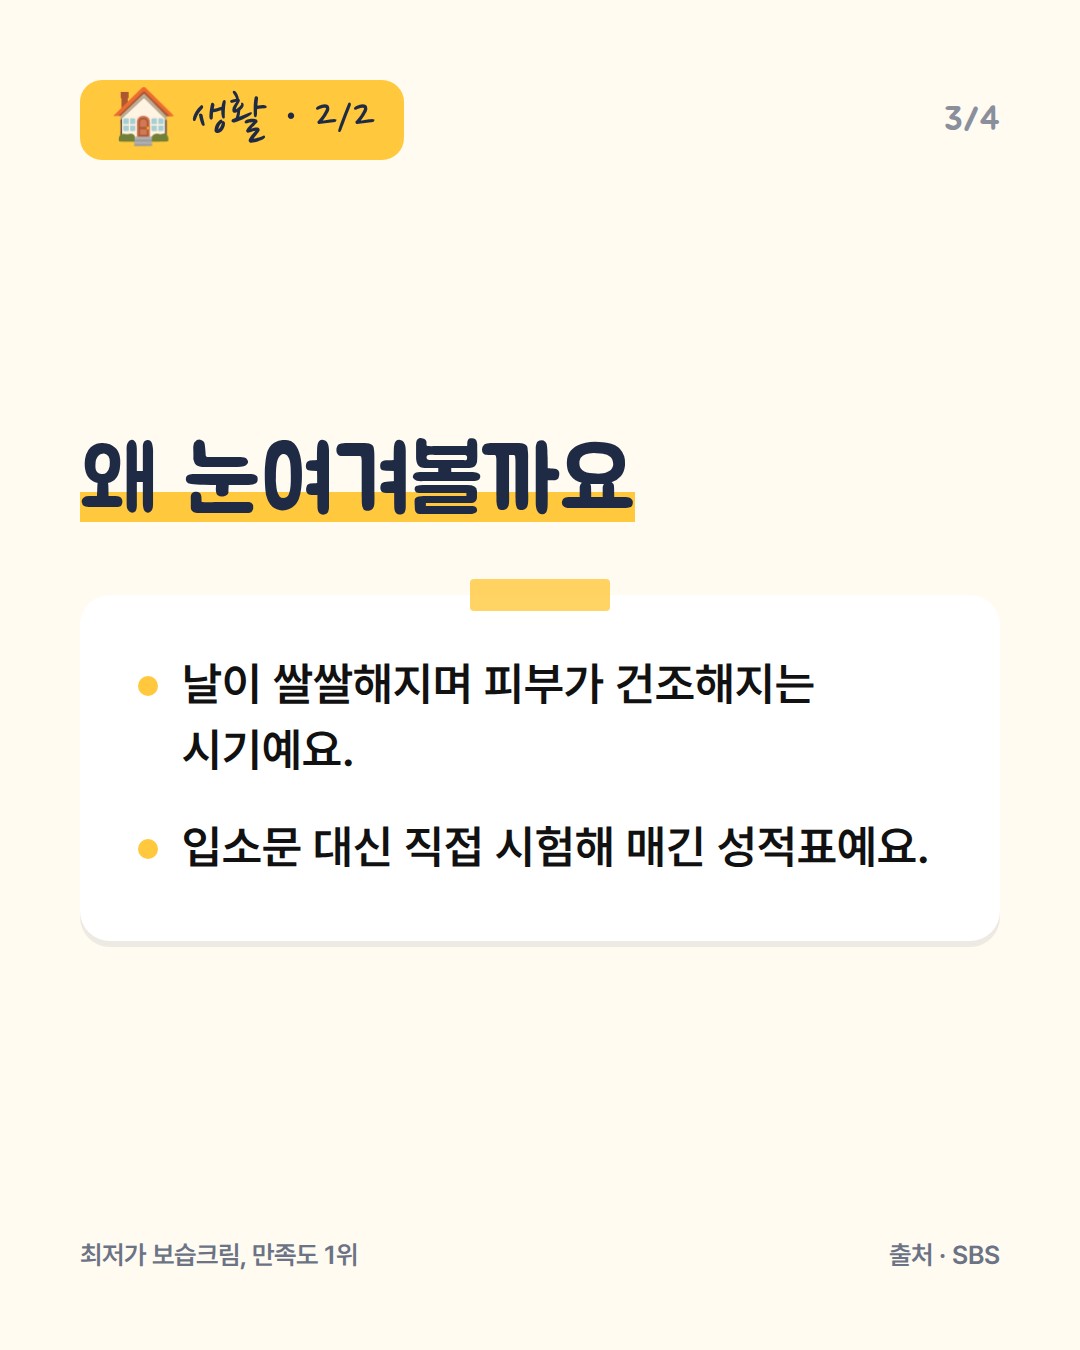 생활 · 2/2
3/4
왜 눈여겨볼까요
날이 쌀쌀해지며 피부가 건조해지는
시기예요.
입소문 대신 직접 시험해 매긴 성적표예요.
최저가 보습크림, 만족도 1위
출처 · SBS